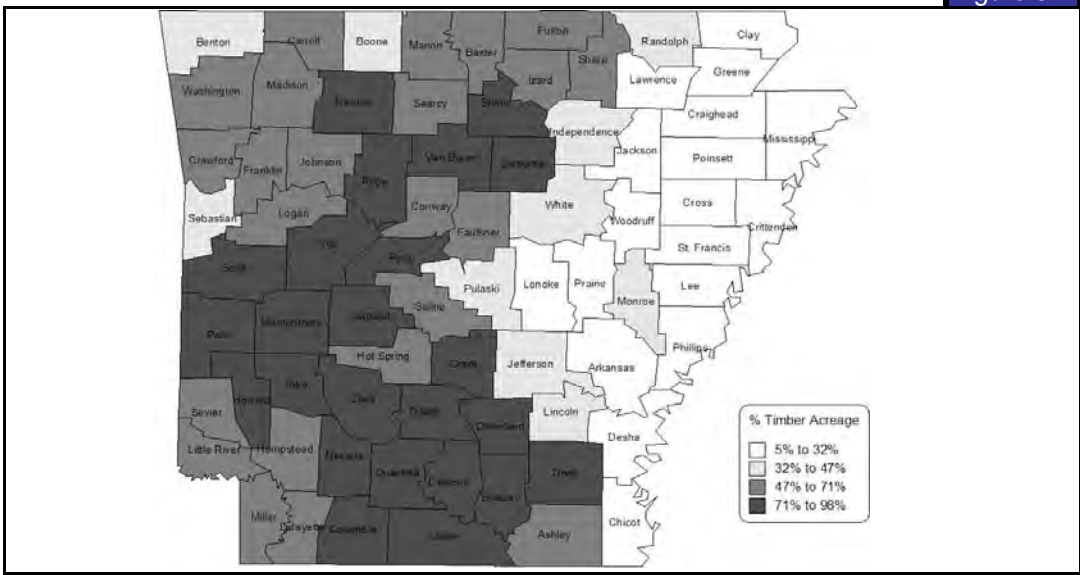 Benton
Carroll
Boone
Marion
Baxter
Fulton
Randolph
Clay
Sharp
Izard
Lawrence
Greene
Washington
Madison
Newton
Searcy
Stone
Independence
Craighead
Mississippi
Jackson
Poinsett
Crawford
Franklin
Johnson
Pope
Van Buren
Cleburne
Conway
White
Woodruff
Cross
Crittenden
Sebastian
Logan
Faulkner
St. Francis
Yell
Perry
Scott
Pulaski
Lonoke
Prairie
Monroe
Lee
Saline
Garland
Polk
Montgomery
Phillips
Hot Spring
Grant
Jefferson
Arkansas
Pike
Howard
Clark
Dallas
Cleveland
Lincoln
Sevier
Desha
Little River
Hempstead
Nevada
Ouachita
Calhoun
Bradley
Drew
Miller
Lafayette
Columbia
Union
Ashley
Chicot
% Timber Acreage
5% to 32%
32% to 47%
47% to 71%
71% to 98%